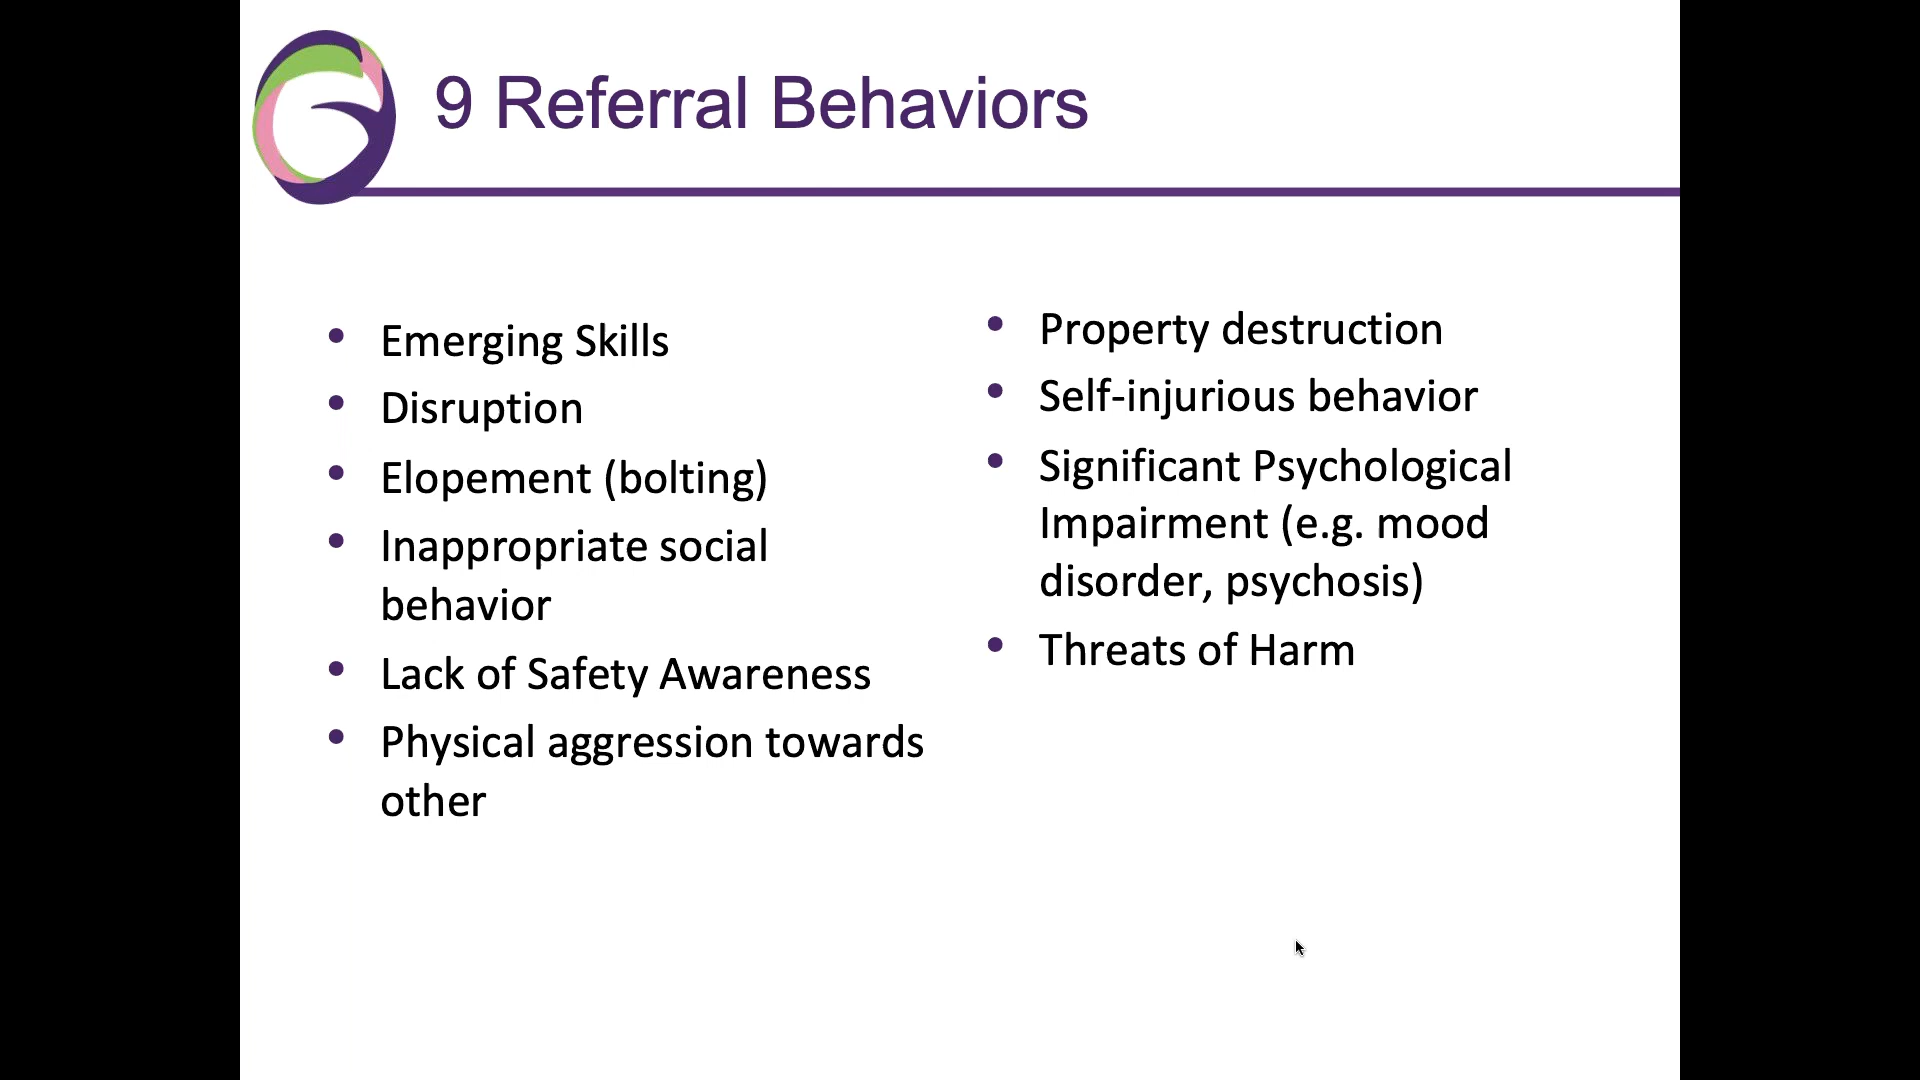 9 Referral Behaviors
Emerging Skills
Disruption
Elopement (bolting)
Inappropriate social
behavior
Lack of Safety Awareness
Physical aggression towards
other
Property destruction
Self-injurious behavior
Significant Psychological
Impairment (e.g. mood
disorder, psychosis)
Threats of Harm